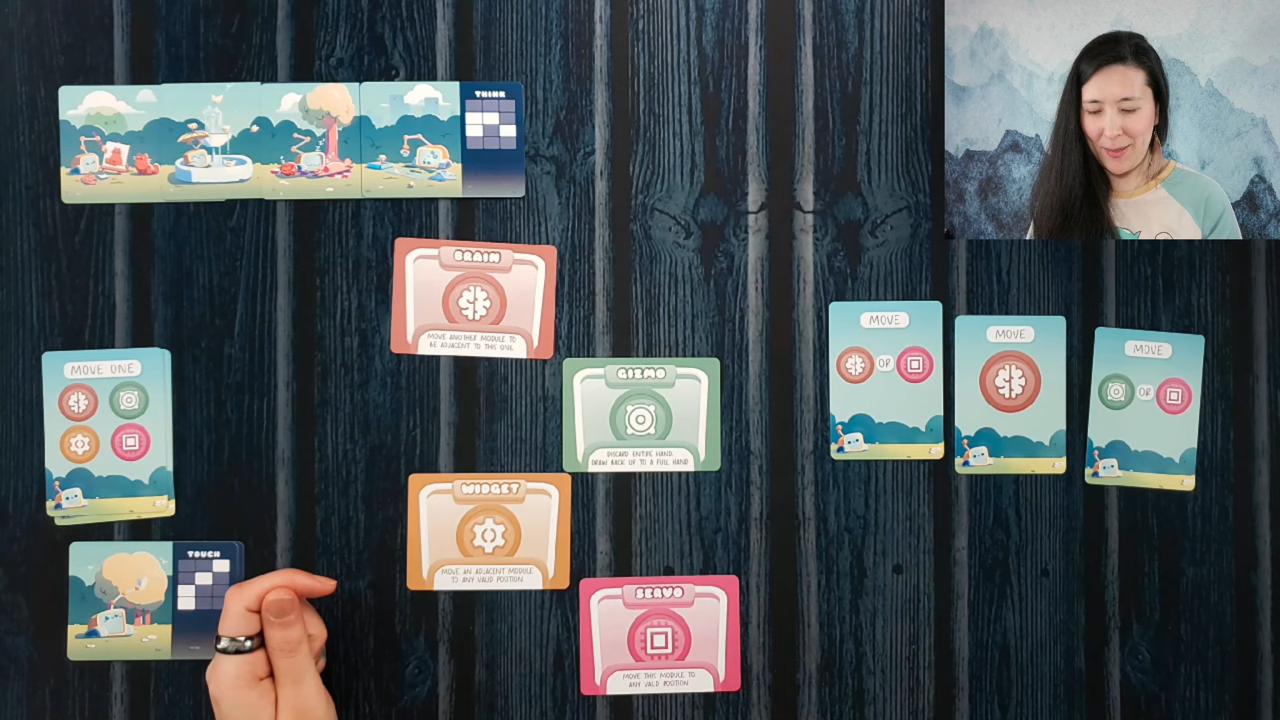 THINK
BRAIN
MOVE ANOTHER MODULE TO
BE ADJACENT TO THIS ONE.
MOVE
OR
MOVE
MOVE
OR
MOVE ONE
GIZMO
DISCARD ENTIRE HAND.
DRAW BACK UP TO A FULL HAND
WIDGET
MOVE AN ADJACENT MODULE
TO ANY VALID POSITION
TOUCH
SERVO
MOVE THIS MODULE TO
ANY VALID POSITION